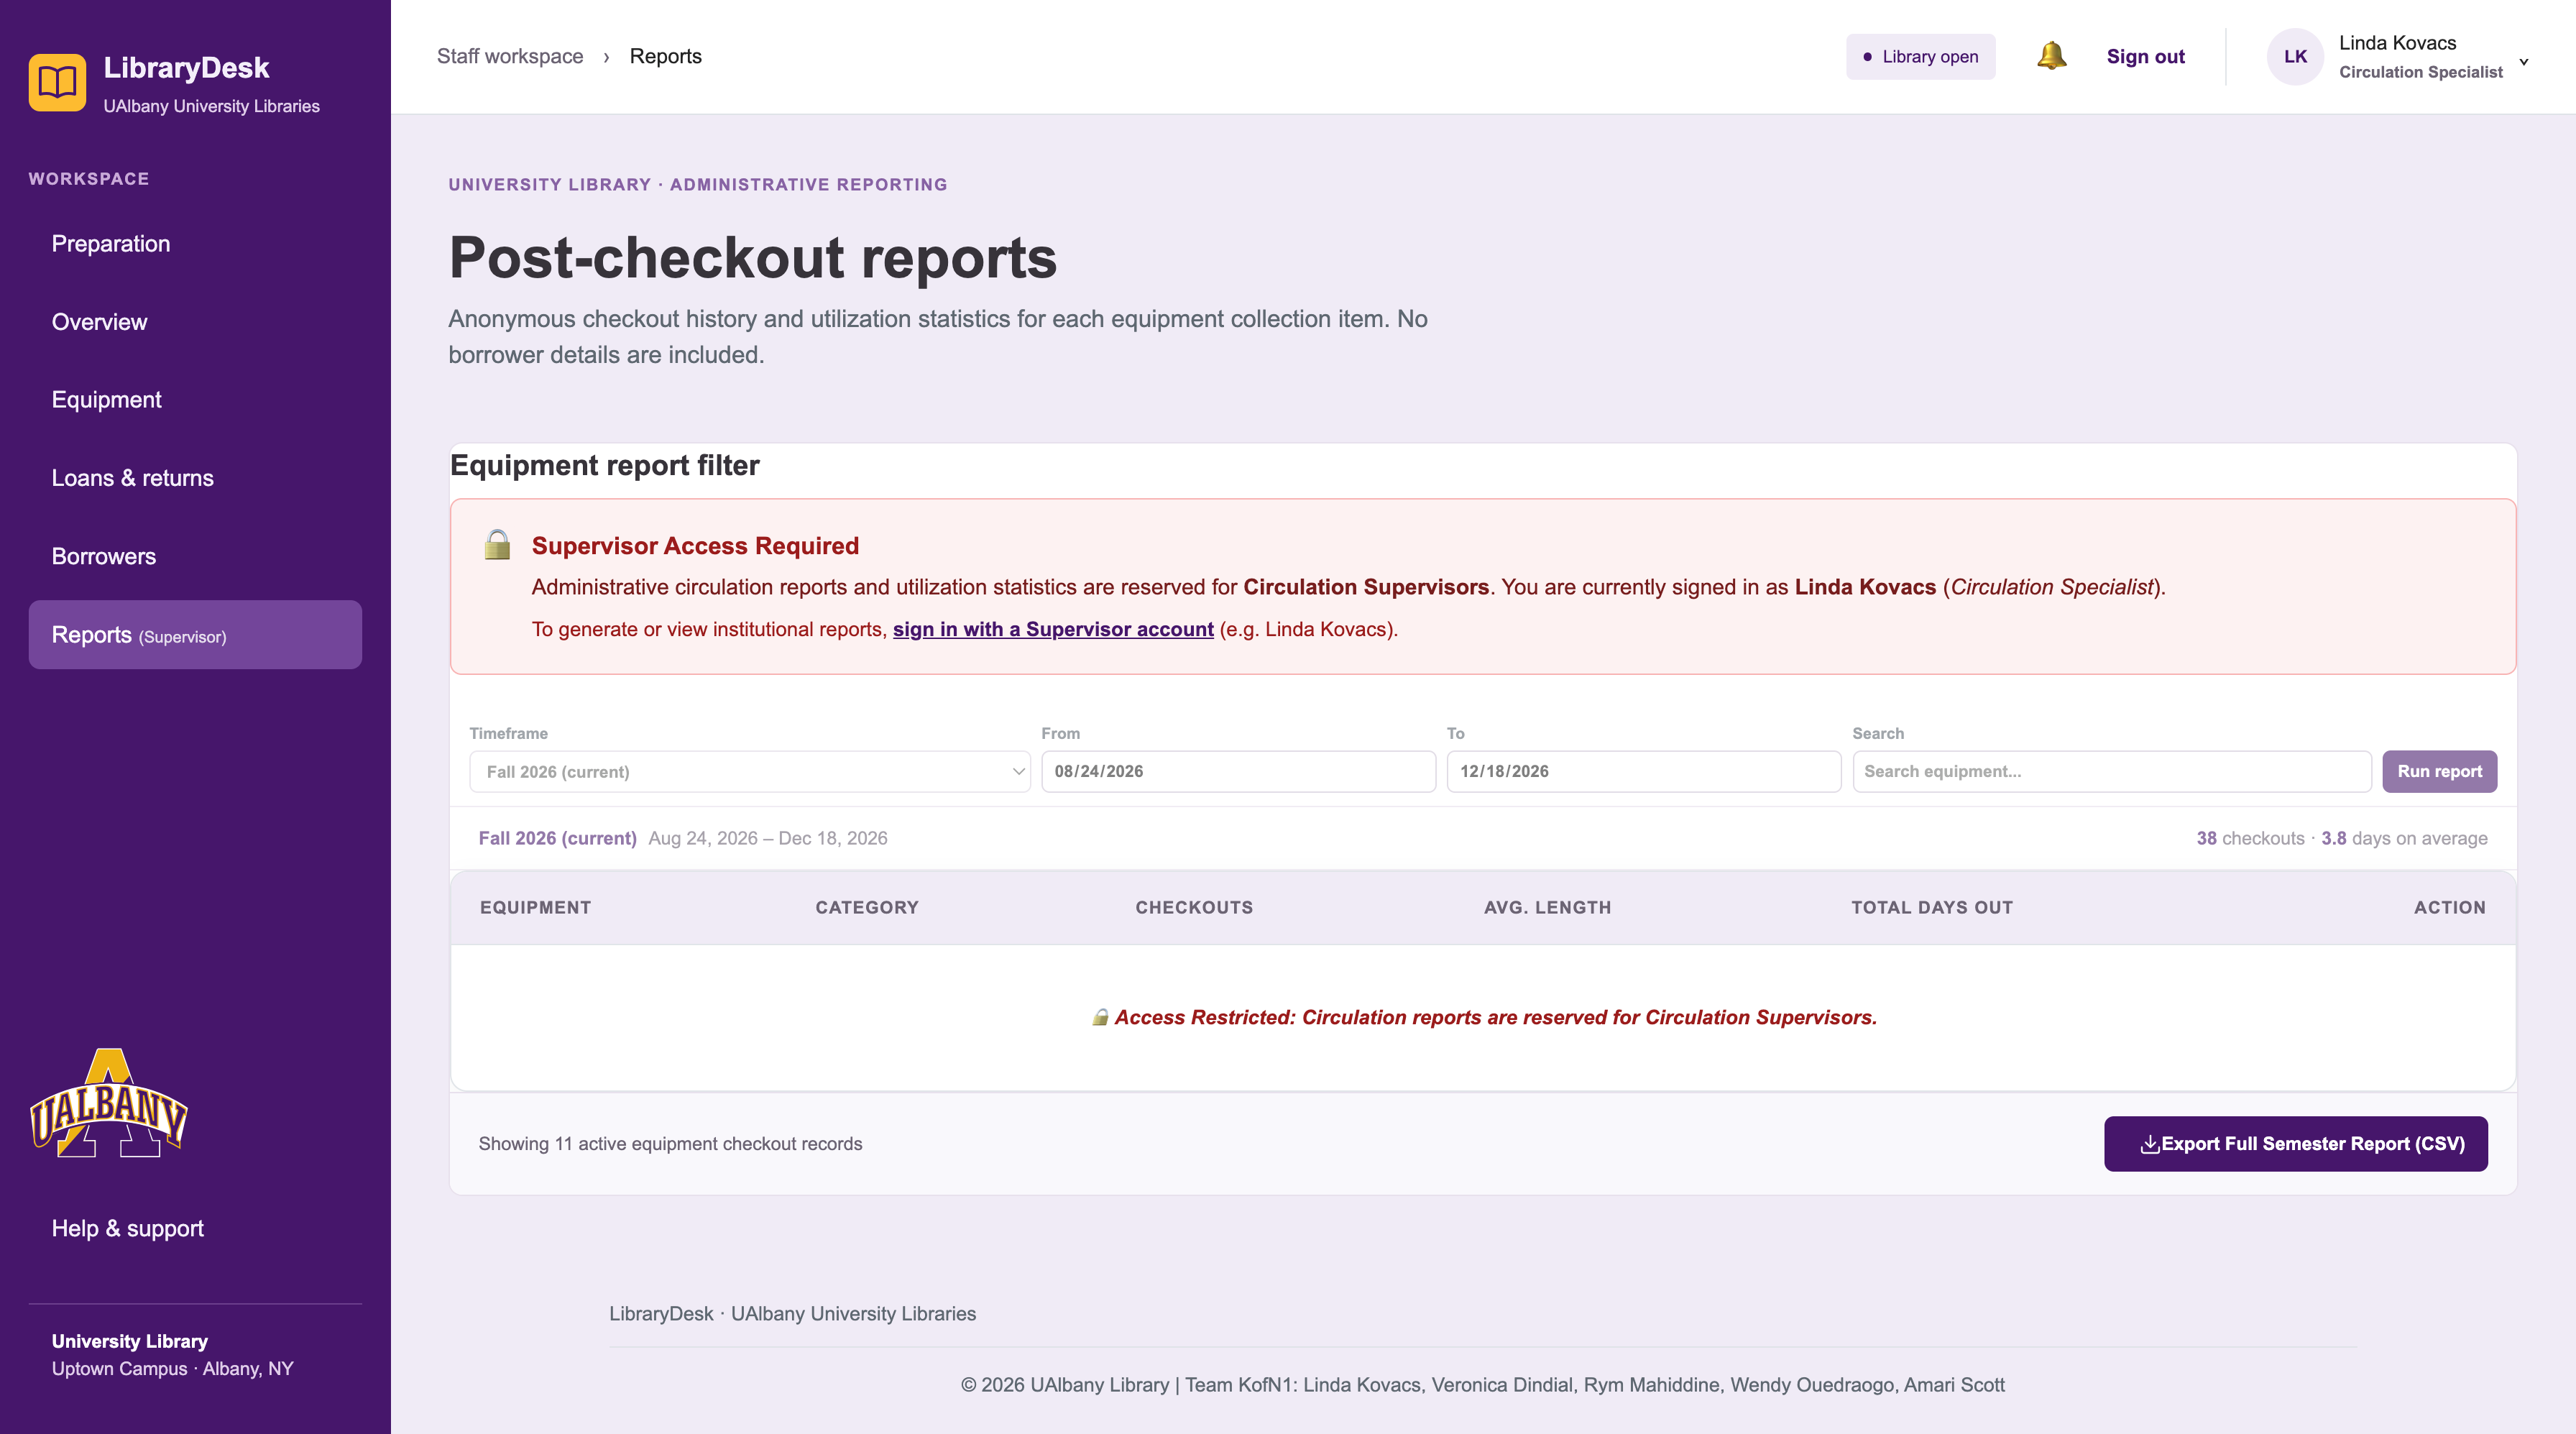 LibraryDesk
UAlbany University Libraries
WORKSPACE
Preparation
Overview
Equipment
Loans & returns
Borrowers
Reports (Supervisor)
UALBANY
Help & support
University Library
Uptown Campus · Albany, NY
Staff workspace › Reports
Library open
Sign out
LK
Linda Kovacs
Circulation Specialist
UNIVERSITY LIBRARY · ADMINISTRATIVE REPORTING
Post-checkout reports
Anonymous checkout history and utilization statistics for each equipment collection item. No
borrower details are included.
Equipment report filter
Supervisor Access Required
Administrative circulation reports and utilization statistics are reserved for Circulation Supervisors. You are currently signed in as Linda Kovacs (Circulation Specialist).
To generate or view institutional reports, sign in with a Supervisor account (e.g. Linda Kovacs).
Timeframe From To Search
Fall 2026 (current) 08/24/2026 12/18/2026 Search equipment... Run report
Fall 2026 (current) Aug 24, 2026 – Dec 18, 2026 38 checkouts · 3.8 days on average
EQUIPMENT CATEGORY CHECKOUTS AVG. LENGTH TOTAL DAYS OUT ACTION
Access Restricted: Circulation reports are reserved for Circulation Supervisors.
Showing 11 active equipment checkout records
Export Full Semester Report (CSV)
LibraryDesk · UAlbany University Libraries
© 2026 UAlbany Library | Team KofN1: Linda Kovacs, Veronica Dindial, Rym Mahiddine, Wendy Ouedraogo, Amari Scott